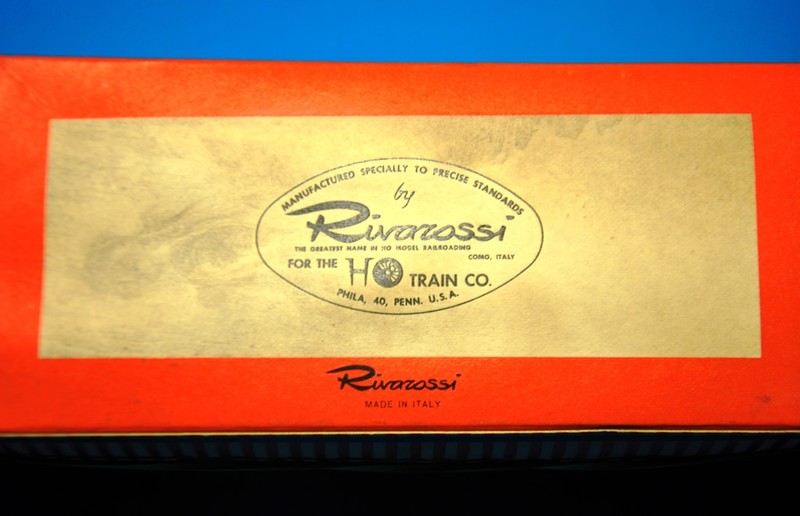 MANUFACTURED SPECIALLY TO PRECISE STANDARDS
by
Rivarossi
THE GREATEST NAME IN HO MODEL RAILROADING
COMO, ITALY
FOR THE HO TRAIN CO.
PHILA, 40, PENN. U.S.A.
Rivarossi
MADE IN ITALY